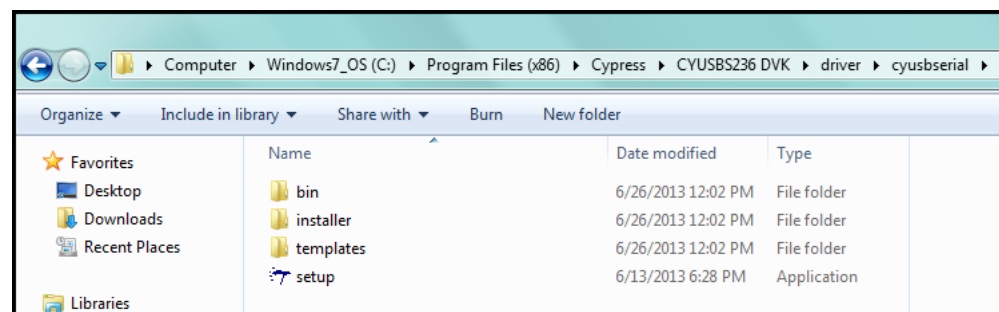 Computer Windows7_OS (C:) Program Files (x86) Cypress CYUSBS236 DVK driver cyusbserial
Organize Include in library Share with Burn New folder
Favorites
Desktop
Downloads
Recent Places
Libraries
Name Date modified Type
bin 6/26/2013 12:02 PM File folder
installer 6/26/2013 12:02 PM File folder
templates 6/26/2013 12:02 PM File folder
setup 6/13/2013 6:28 PM Application